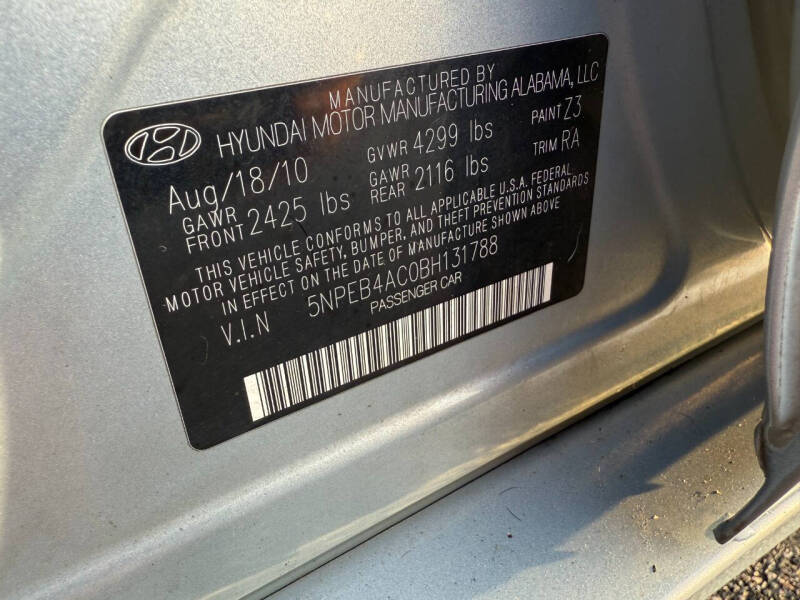 MANUFACTURED BY
HYUNDAI MOTOR MANUFACTURING ALABAMA, LLC
Aug/18/10 GVWR 4299 lbs PAINT Z3
GAWR FRONT 2425 lbs GAWR REAR 2116 lbs TRIM RA
THIS VEHICLE CONFORMS TO ALL APPLICABLE U.S.A. FEDERAL
MOTOR VEHICLE SAFETY, BUMPER, AND THEFT PREVENTION STANDARDS
IN EFFECT ON THE DATE OF MANUFACTURE SHOWN ABOVE
V.I.N 5NPEB4AC0BH131788
PASSENGER CAR